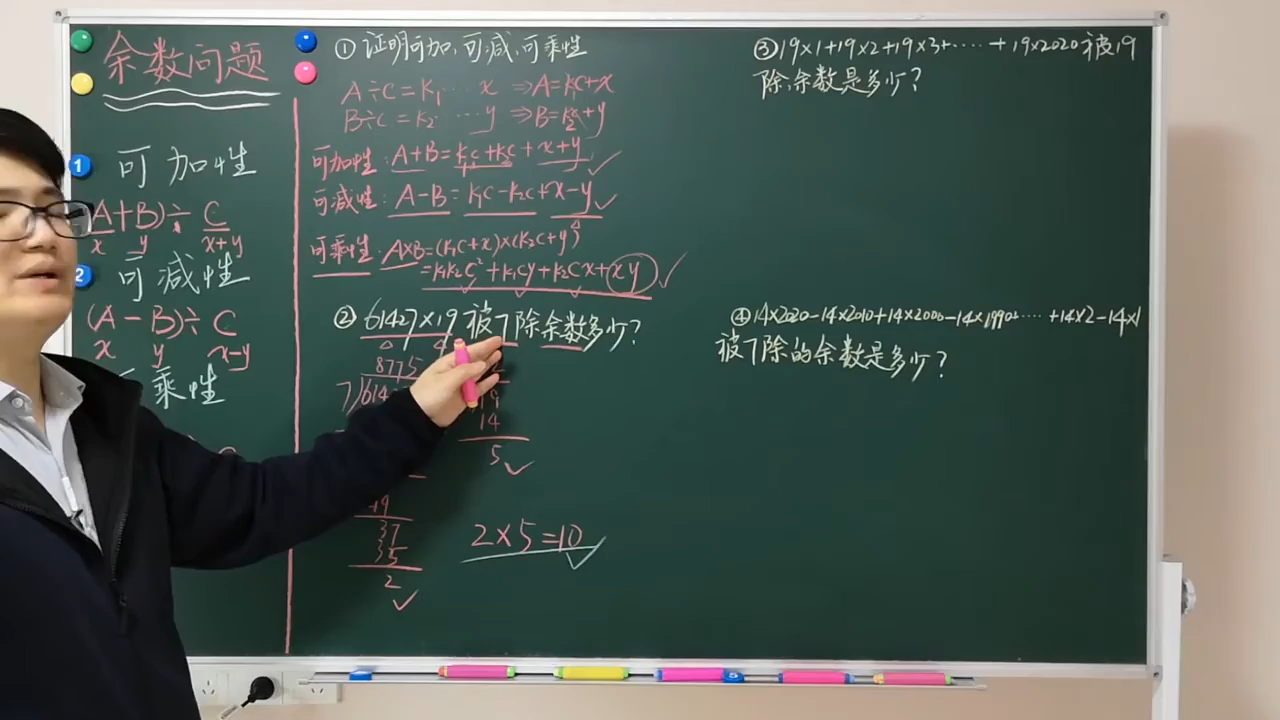 余数问题
1 可加性
(A+B)÷C
x y x+y
2 可减性
(A-B)÷C
x y x-y
乘性
① 证明可加、可减、可乘性
A÷C=K₁…x ⇒A=K₁C+x
B÷C=K₂…y ⇒B=K₂C+y
可加性: A+B=K₁C+K₂C+x+y
可减性: A-B=K₁C-K₂C+x-y
可乘性: A×B=(K₁C+x)×(K₂C+y)
=K₁K₂C²+K₁Cy+K₂Cx+xy
② 61427×19被7除余数多少?
8775
7)614
19
37
35
2
14
5
2×5=10
③ 19×1+19×2+19×3+……+19×2020被19
除、余数是多少?
④ 14×2020-14×2010+14×2000-14×1990+……+14×2-14×1
被7除的余数是多少?